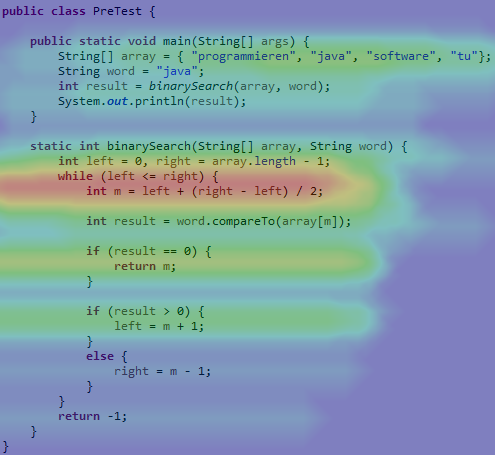 public class PreTest {
public static void main(String[] args) {
String[] array = { "programmieren", "java", "software", "tu"};
String word = "java";
int result = binarySearch(array, word);
System.out.println(result);
}
static int binarySearch(String[] array, String word) {
int left = 0, right = array.length - 1;
while (left <= right) {
int m = left + (right - left) / 2;
int result = word.compareTo(array[m]);
if (result == 0) {
return m;
}
if (result > 0) {
left = m + 1;
}
else {
right = m - 1;
}
}
return -1;
}
}